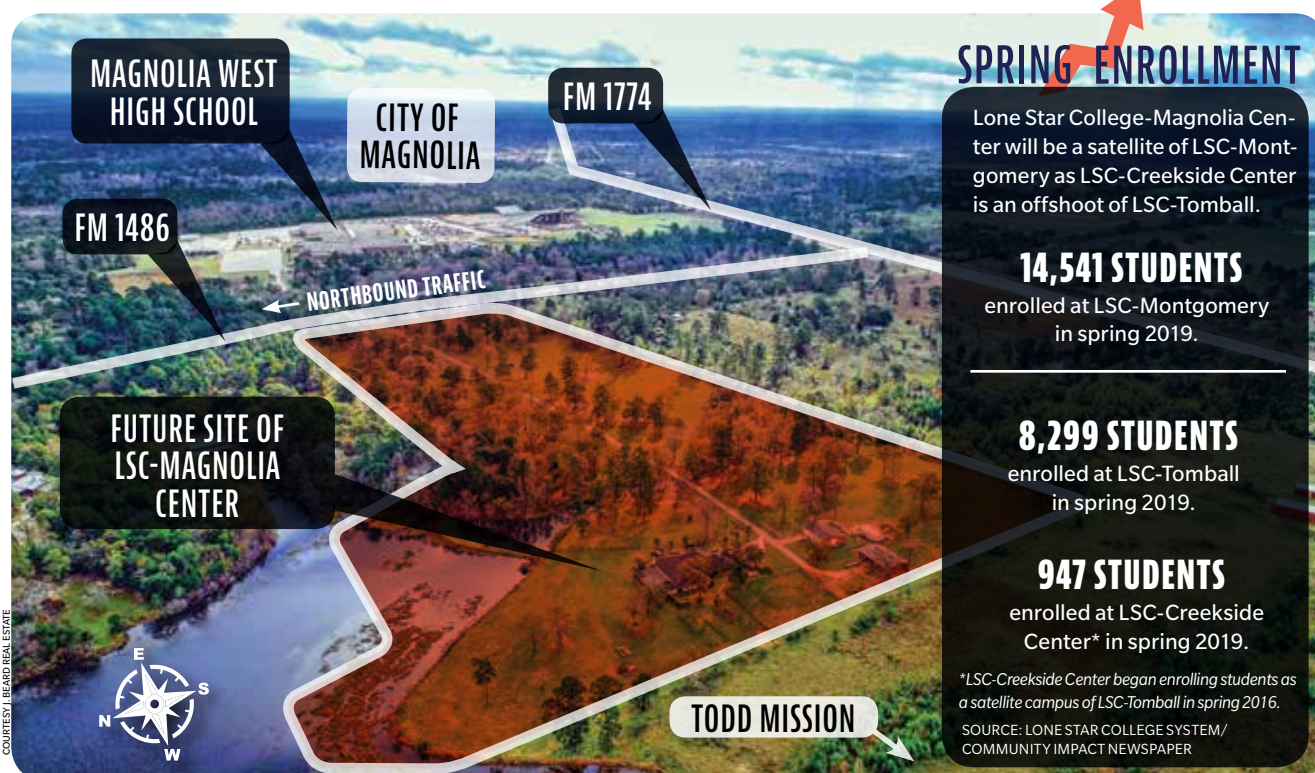 MAGNOLIA WEST
HIGH SCHOOL
CITY OF
MAGNOLIA
FM 1774
FM 1486
← NORTHBOUND TRAFFIC
FUTURE SITE OF
LSC-MAGNOLIA
CENTER
TODD MISSION
E
S
N
W
COURTESY J. BEARD REAL ESTATE
SPRING ENROLLMENT
Lone Star College-Magnolia Cen-
ter will be a satellite of LSC-Mont-
gomery as LSC-Creekside Center
is an offshoot of LSC-Tomball.
14,541 STUDENTS
enrolled at LSC-Montgomery
in spring 2019.
8,299 STUDENTS
enrolled at LSC-Tomball
in spring 2019.
947 STUDENTS
enrolled at LSC-Creekside
Center* in spring 2019.
*LSC-Creekside Center began enrolling students as
a satellite campus of LSC-Tomball in spring 2016.
SOURCE: LONE STAR COLLEGE SYSTEM/
COMMUNITY IMPACT NEWSPAPER